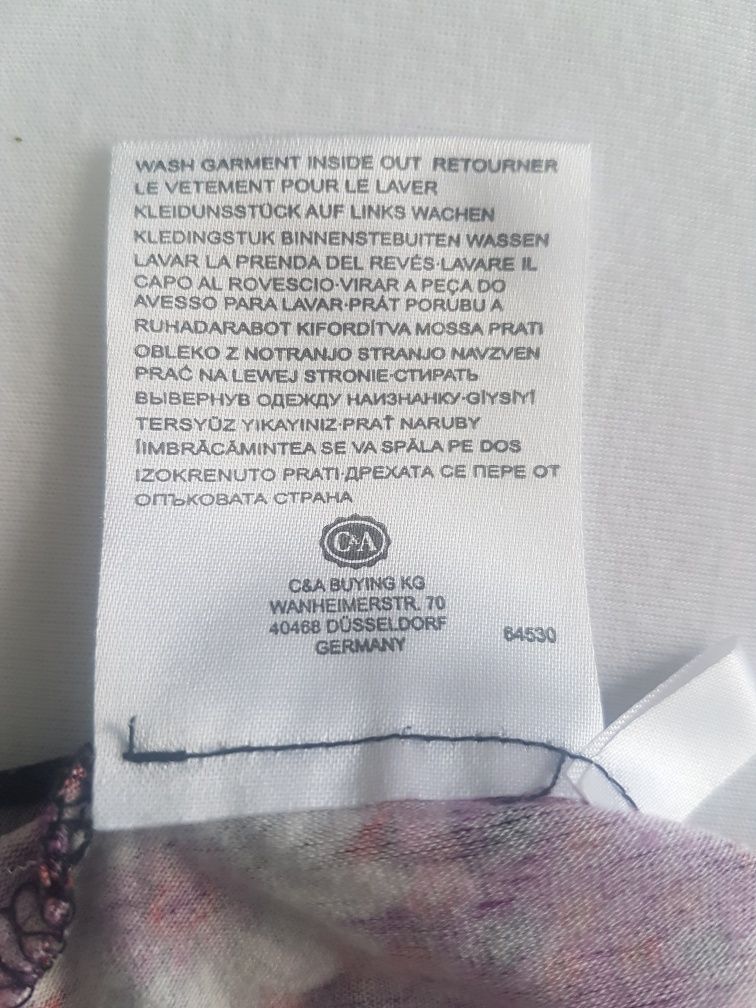 WASH GARMENT INSIDE OUT RETOURNER
LE VETEMENT POUR LE LAVER
KLEIDUNSSTÜCK AUF LINKS WACHEN
KLEDINGSTUK BINNENSTEBUITEN WASSEN
LAVAR LA PRENDA DEL REVÉS·LAVARE IL
CAPO AL ROVESCIO·VIRAR A PEÇA DO
AVESSO PARA LAVAR·PRÁT PORUBU A
RUHADARABOT KIFORDÍTVA MOSSA PRATI
OBLEKO Z NOTRANJO STRANJO NAVZVEN
PRAĆ NA LEWEJ STRONIE·СТИРАТЬ
ВЫВЕРНУВ ОДЕЖДУ НАИЗНАНКУ·GIYSIYI
TERSYÜZ YIKAYINIZ·PRAŤ NARUBY
ÎIMBRĂCĂMINTEA SE VA SPĂLA PE DOS
IZOKRENUTO PRATI·ДРЕХАТА СЕ ПЕРЕ ОТ
ОПЪКОВАТА СТРАНА
C&A
C&A BUYING KG
WANHEIMERSTR. 70
40468 DÜSSELDORF
GERMANY
64530